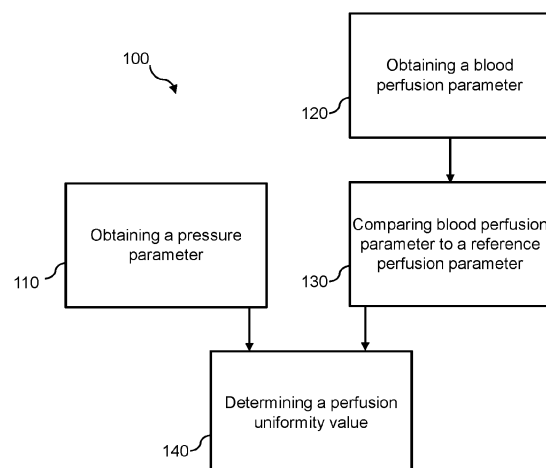 100
Obtaining a blood
perfusion parameter
120
Obtaining a pressure
parameter
110
Comparing blood perfusion
parameter to a reference
perfusion parameter
130
Determining a perfusion
uniformity value
140